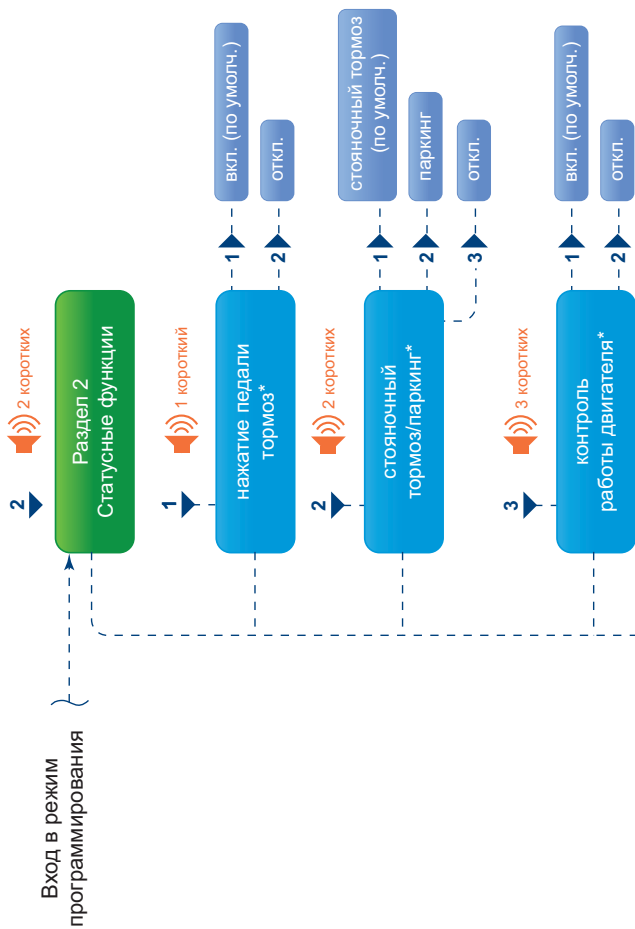 Вход в режим
программирования
2
2 коротких
Раздел 2
Статусные функции
1
1 короткий
нажатие педали
тормоз*
1
вкл. (по умолч.)
2
откл.
2
2 коротких
стояночный
тормоз/паркинг*
1
стояночный тормоз
(по умолч.)
2
паркинг
3
откл.
3
3 коротких
контроль
работы двигателя*
1
вкл. (по умолч.)
2
откл.